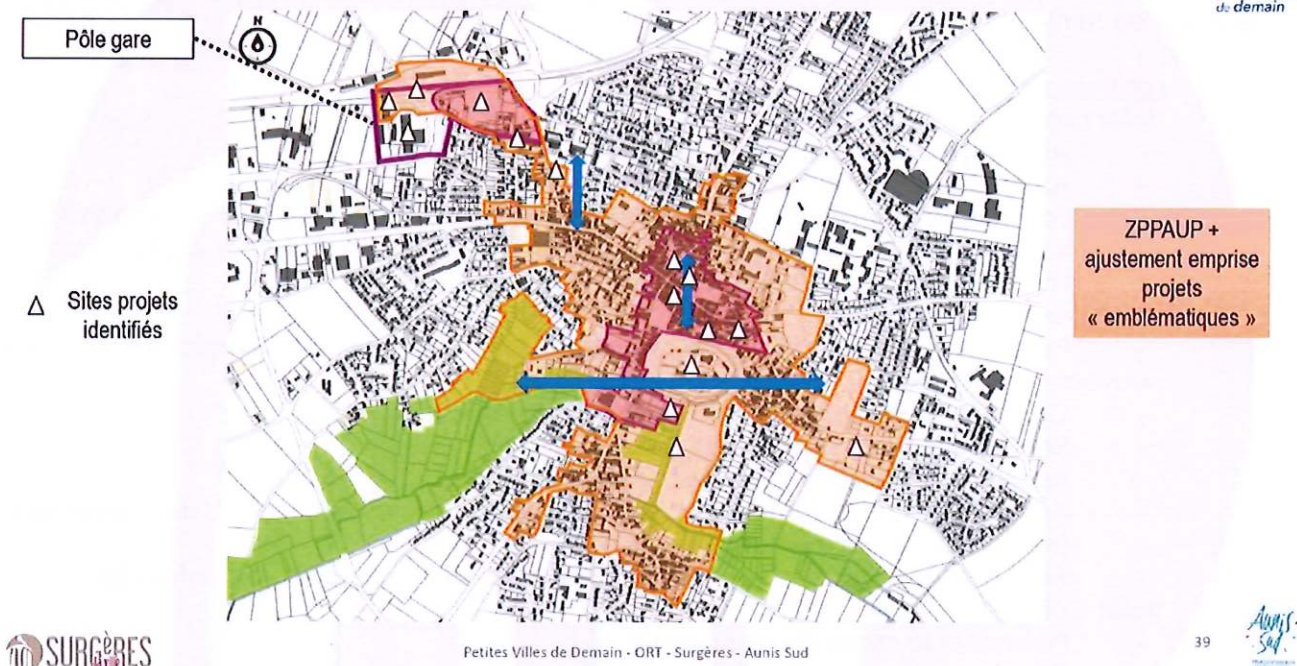 de demain
Pôle gare
N
Sites projets
identifiés
ZPPAUP +
ajustement emprise
projets
« emblématiques »
SURGÈRES
Petites Villes de Demain - ORT - Surgères - Aunis Sud
39
Aunis
Sud